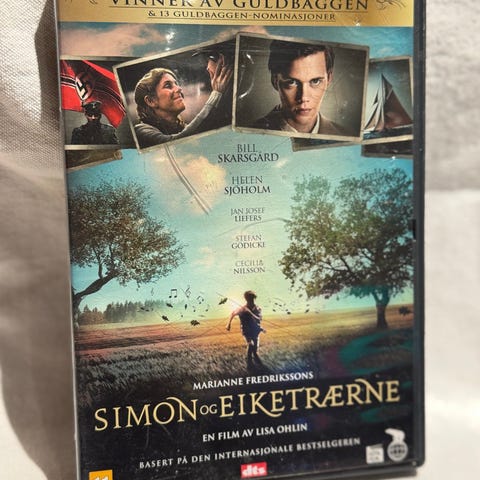 VINNER AV GULDBAGGEN
& 13 GULDBAGGEN-NOMINASJONER
BILL
SKARSGÅRD
HELEN
SJÖHOLM
JAN JOSEF
LIEFERS
STEFAN
GÖDICKE
CECILIA
NILSSON
MARIANNE FREDRIKSSONS
SIMON OG EIKETRÆRNE
EN FILM AV LISA OHLIN
BASERT PÅ DEN INTERNASJONALE BESTSELGEREN
dts
11